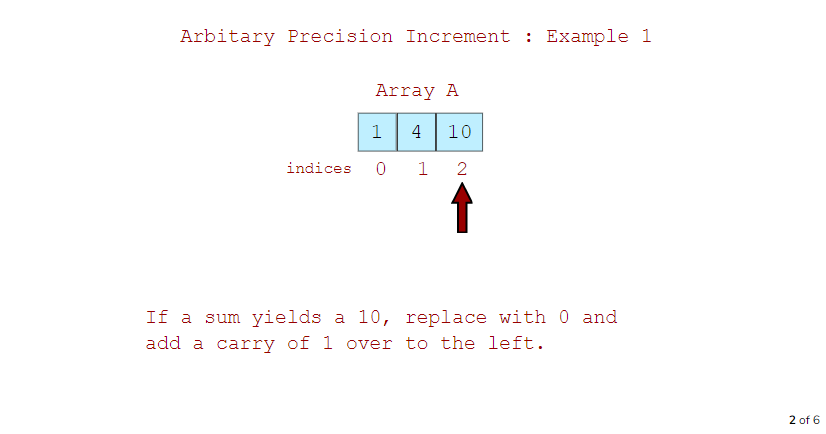 Arbitary Precision Increment : Example 1
Array A
1 4 10
indices 0 1 2
If a sum yields a 10, replace with 0 and
add a carry of 1 over to the left.
2 of 6